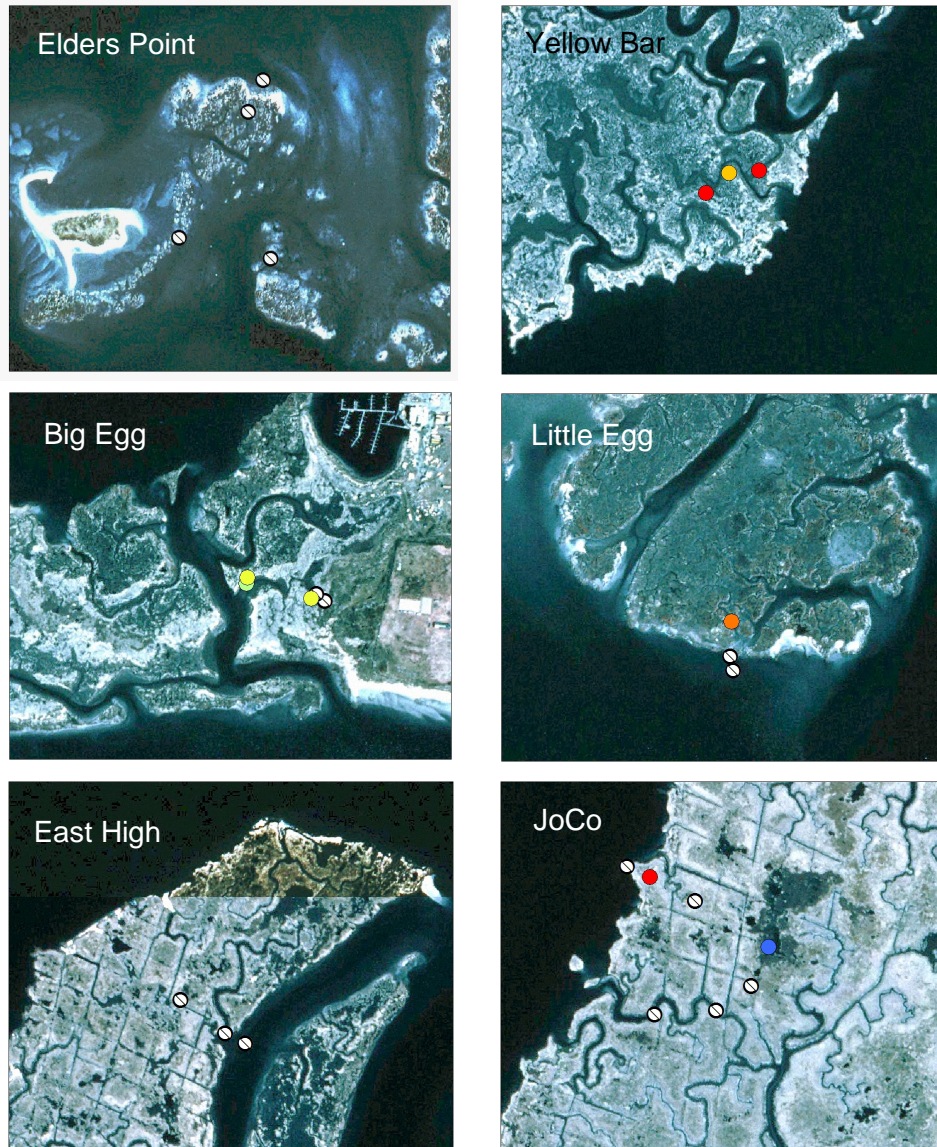 Elders Point
Yellow Bar
Big Egg
Little Egg
East High
JoCo